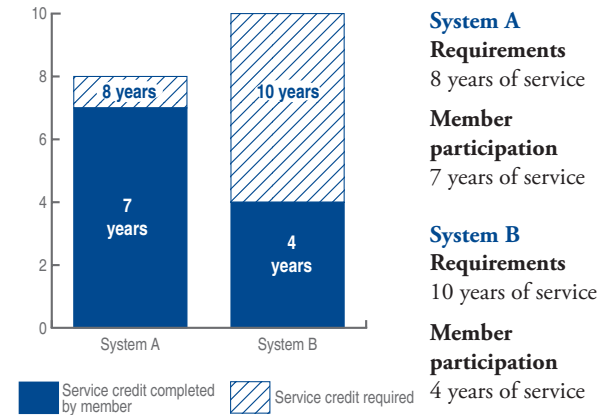 10
8
6
4
2
0
8 years
7
years
10 years
4
years
System A
System B
Service credit completed
by member
Service credit required
System A
Requirements
8 years of service
Member
participation
7 years of service
System B
Requirements
10 years of service
Member
participation
4 years of service